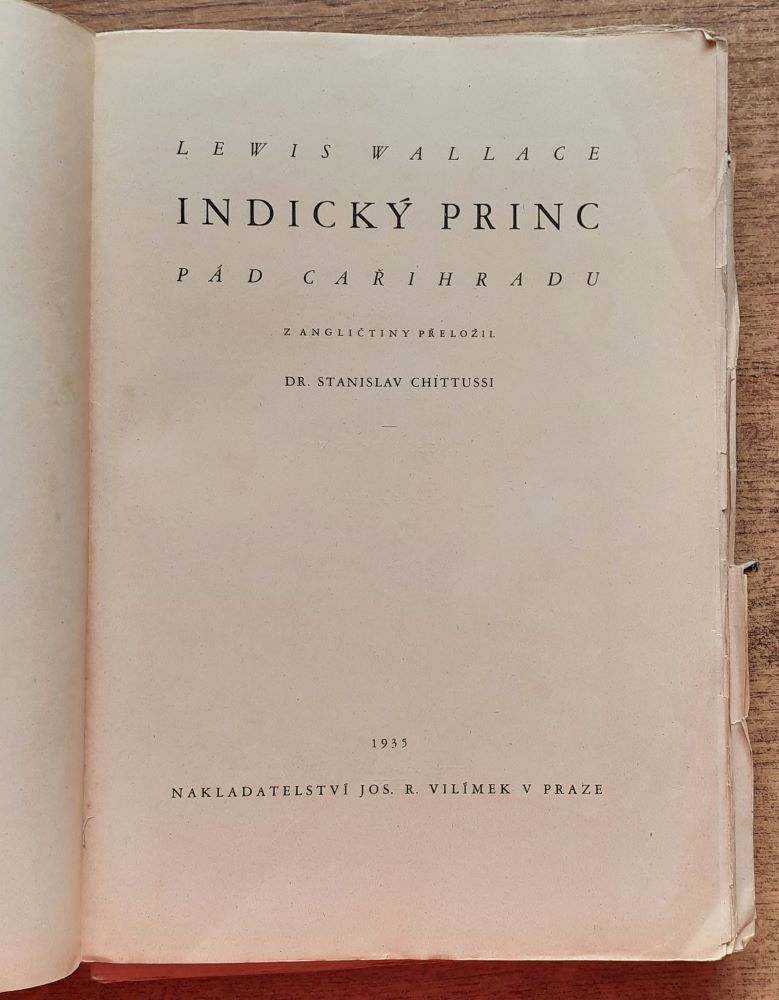 LEWIS WALLACE
INDICKÝ PRINC
PÁD CAŘIHRADU
Z ANGLIČTINY PŘELOŽIL
DR. STANISLAV CHITTUSSI
—
1935
NAKLADATELSTVÍ JOS. R. VILÍMEK V PRAZE